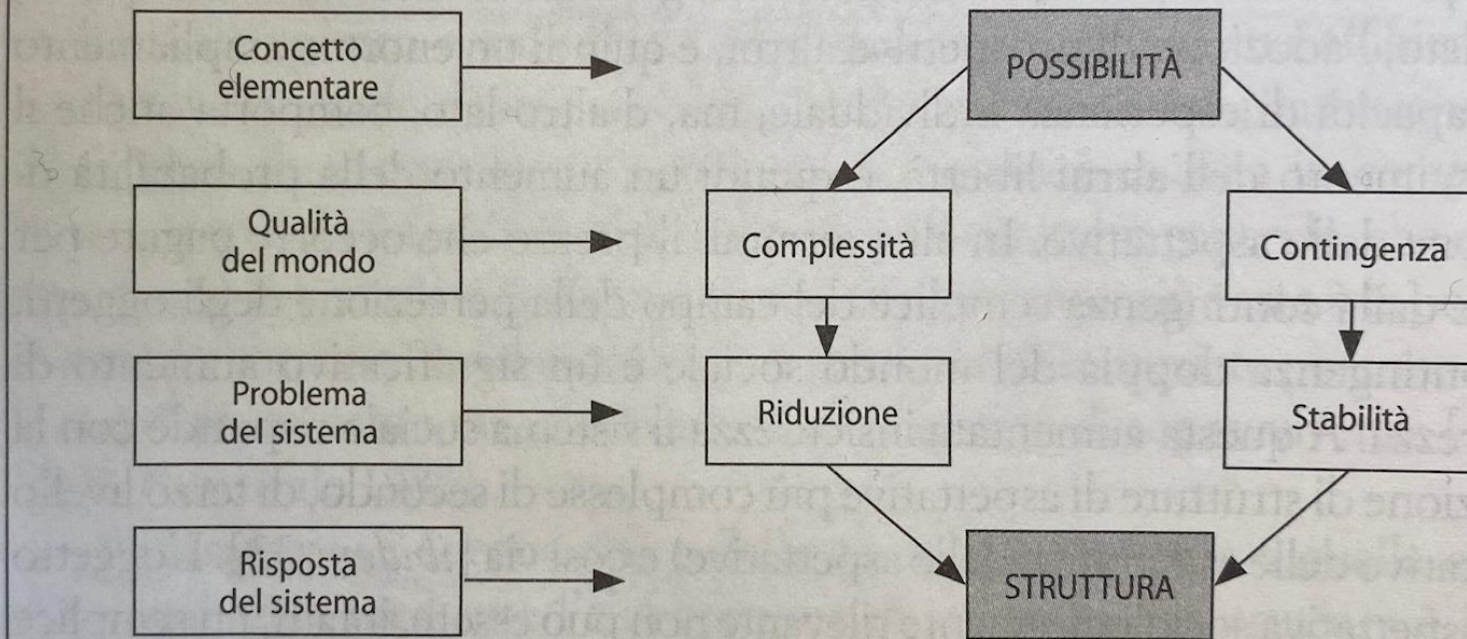 Concetto
elementare
POSSIBILITÀ
Qualità
del mondo
Complessità
Contingenza
Problema
del sistema
Riduzione
Stabilità
Risposta
del sistema
STRUTTURA